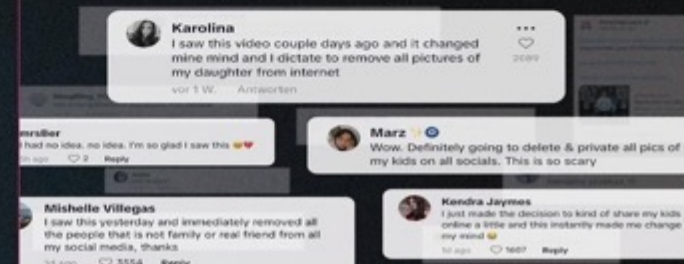 Karolina
I saw this video couple days ago and it changed
mine mind and I dictate to remove all pictures of
my daughter from internet
2089
vor 1 W. Antworten
had no idea. no idea. I'm so glad I saw this 🥹❤️
ago 2 Reply
Marz ✨🧿
Wow. Definitely going to delete & private all pics of
my kids on all socials. This is so scary
Mishelle Villegas
I saw this yesterday and immediately removed all
the people that is not family or real friend from all
my social media, thanks
ago 3554 Reply
Kendra Jaymes
I just made the decision to kind of share my kids
online a little and this instantly made me change
my mind
ago 1607 Reply